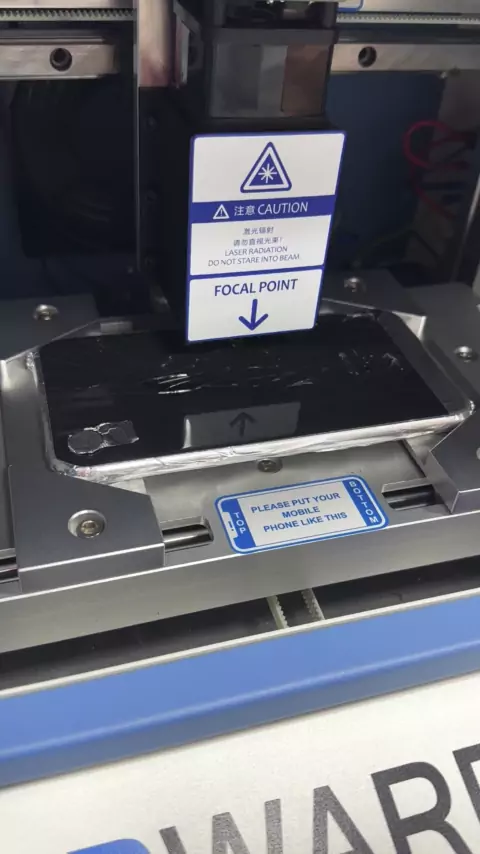 注意 CAUTION
激光辐射
请勿直视光束!
LASER RADIATION
DO NOT STARE INTO BEAM.
FOCAL POINT
TOP
PLEASE PUT YOUR
MOBILE
PHONE LIKE THIS
BOTTOM
WARE